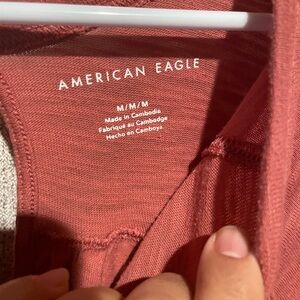 AMERICAN EAGLE
M/M/M
Made in Cambodia
Fabriqué au Cambodge
Hecho en Camboya